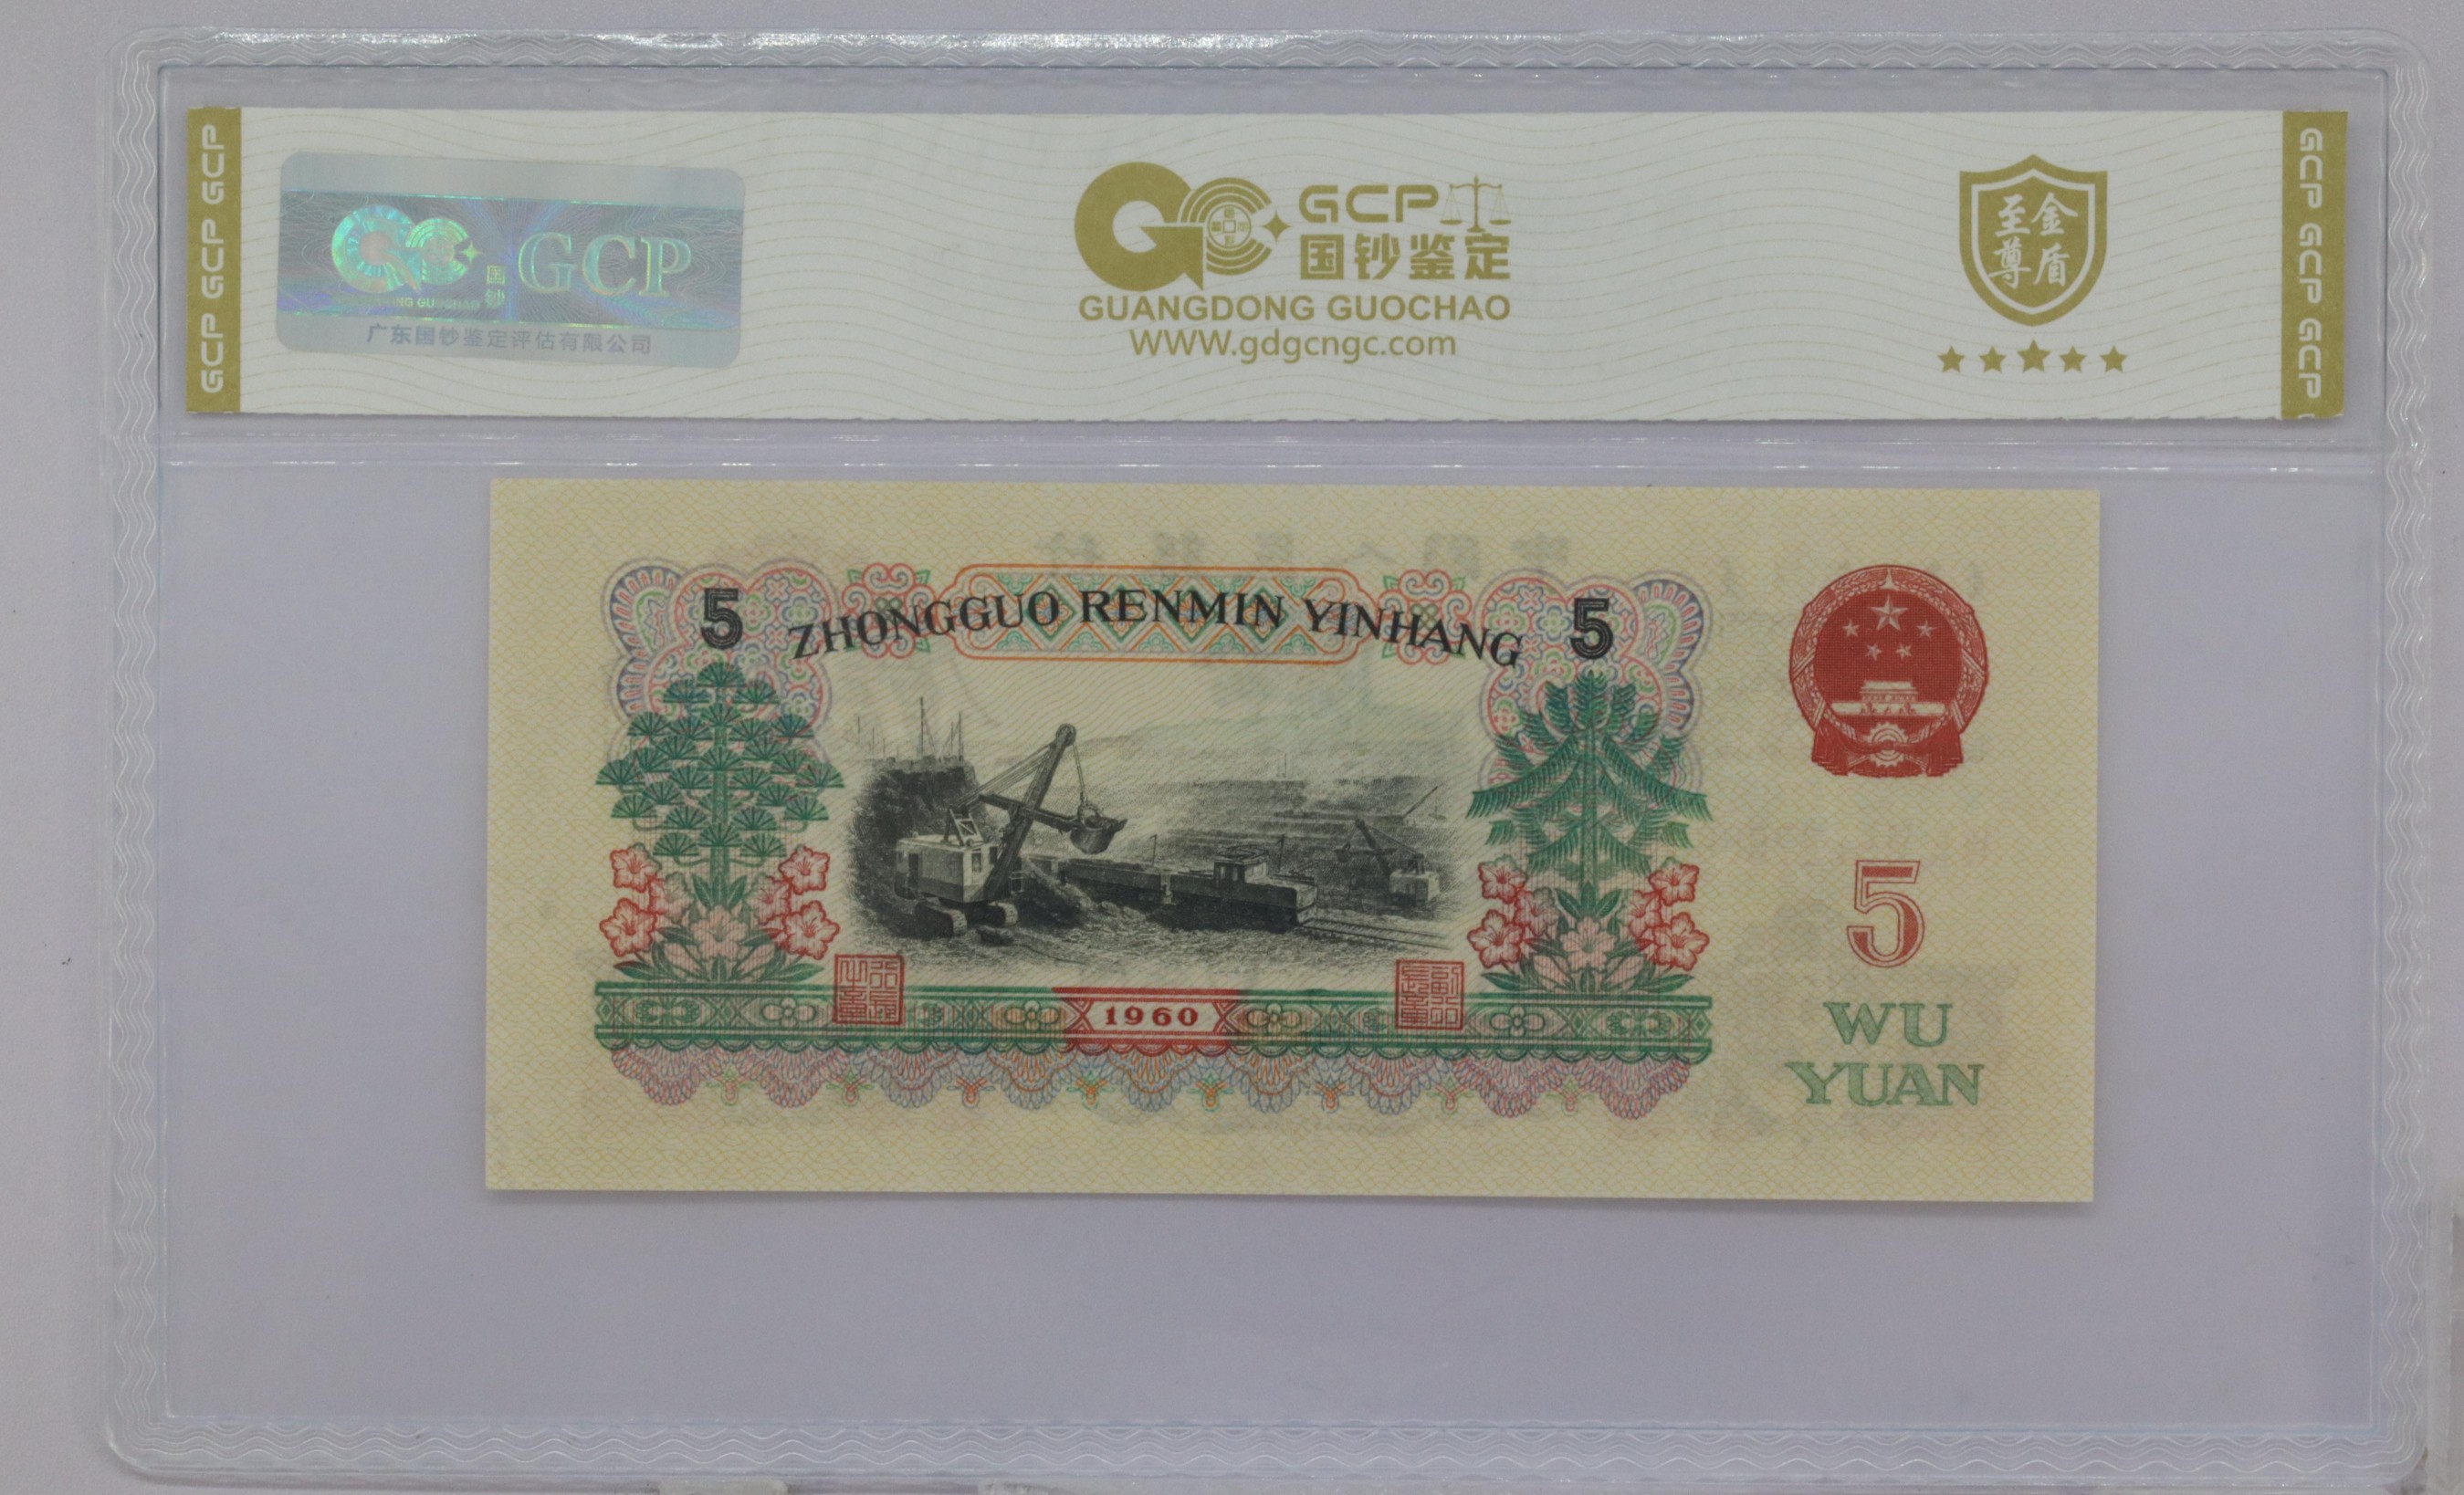 GCP GCP GCP
GUANGDONG GUOCHAO
国钞
GCP
广东国钞鉴定评估有限公司
GCP
国钞鉴定
GUANGDONG GUOCHAO
WWW.gdgcngc.com
至尊
金盾
GCP GCP GCP
5 ZHONGGUO RENMIN YINHANG 5
1960
5
WU
YUAN